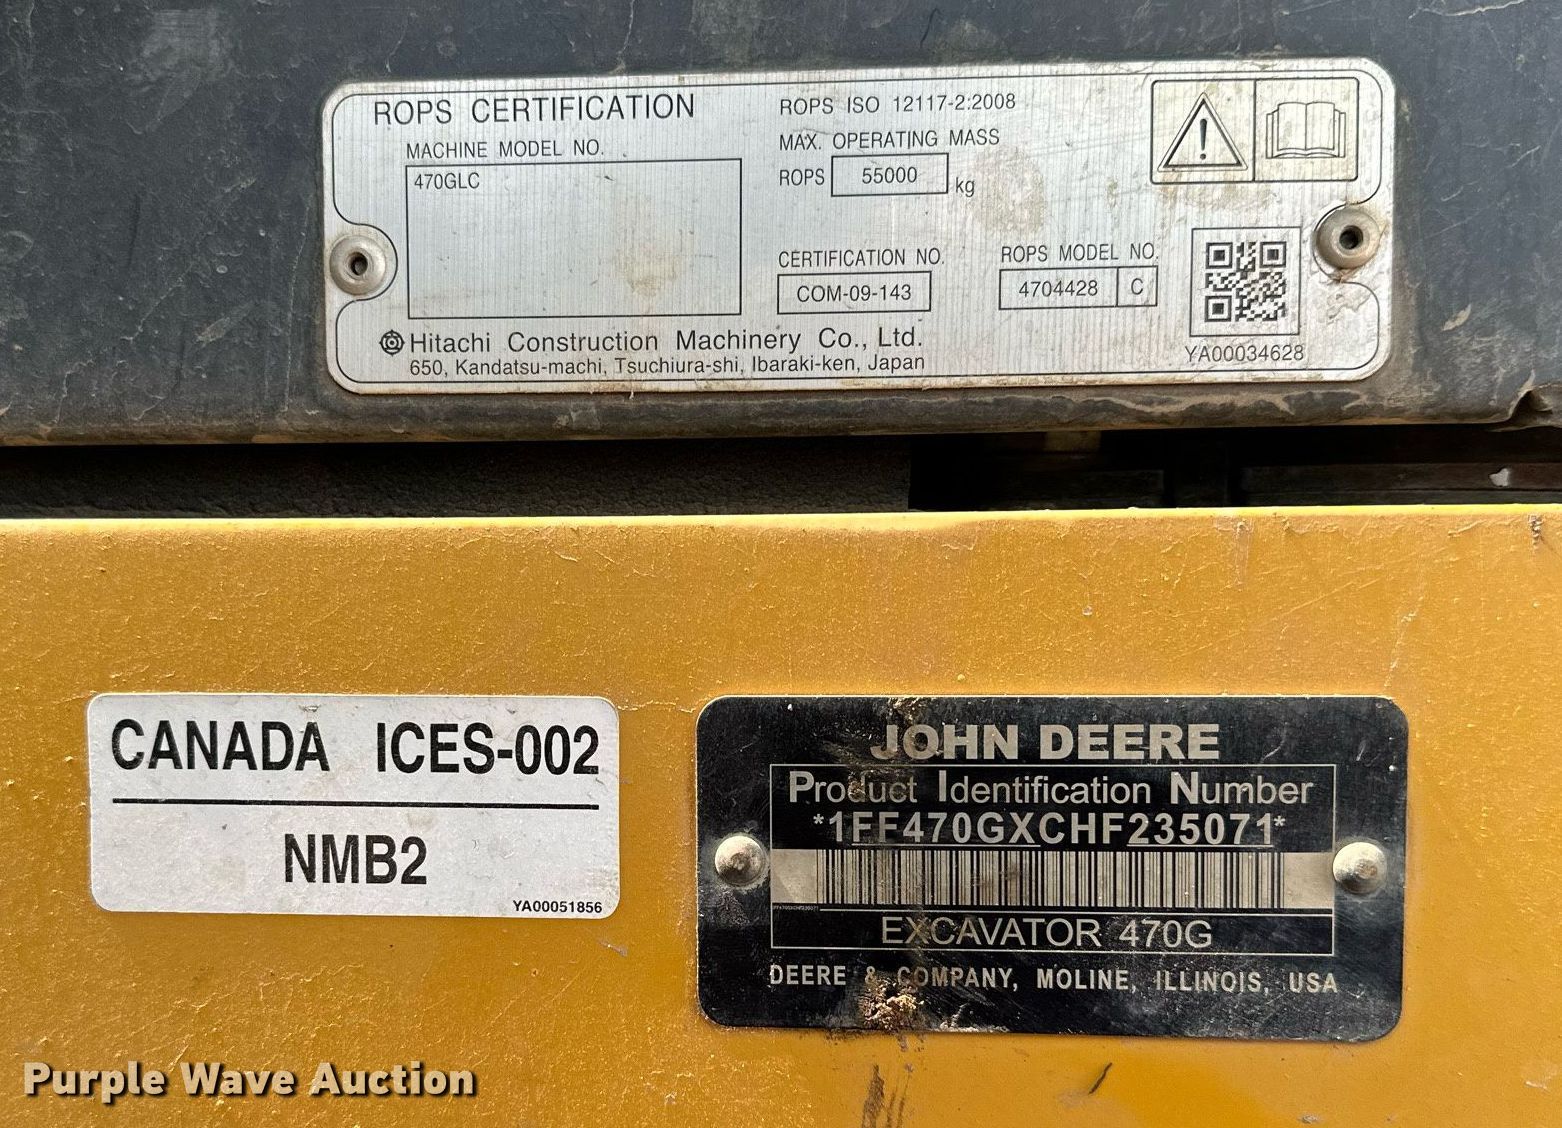 ROPS CERTIFICATION
MACHINE MODEL NO.
470GLC
ROPS ISO 12117-2:2008
MAX. OPERATING MASS
ROPS 55000 kg
CERTIFICATION NO.
COM-09-143
ROPS MODEL NO.
4704428 C
Hitachi Construction Machinery Co., Ltd.
650, Kandatsu-machi, Tsuchiura-shi, Ibaraki-ken, Japan
YA00034628
CANADA ICES-002
NMB2
YA00051856
JOHN DEERE
Product Identification Number
*1FF470GXCHF235071*
EXCAVATOR 470G
DEERE & COMPANY, MOLINE, ILLINOIS, USA
Purple Wave Auction